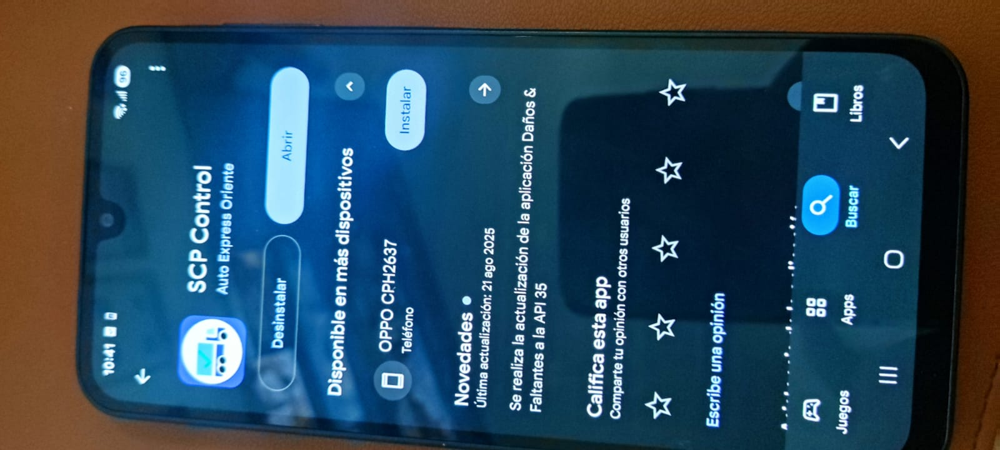 10:41
96
SCP Control
Auto Express Oriente
Desinstalar
Abrir
Disponible en más dispositivos
OPPO CPH2637
Teléfono
Instalar
Novedades
Última actualización: 21 ago 2025
Se realiza la actualización de la aplicación Daños &
Faltantes a la API 35
Califica esta app
Comparte tu opinión con otros usuarios
Escribe una opinión
Juegos
Apps
Buscar
Libros